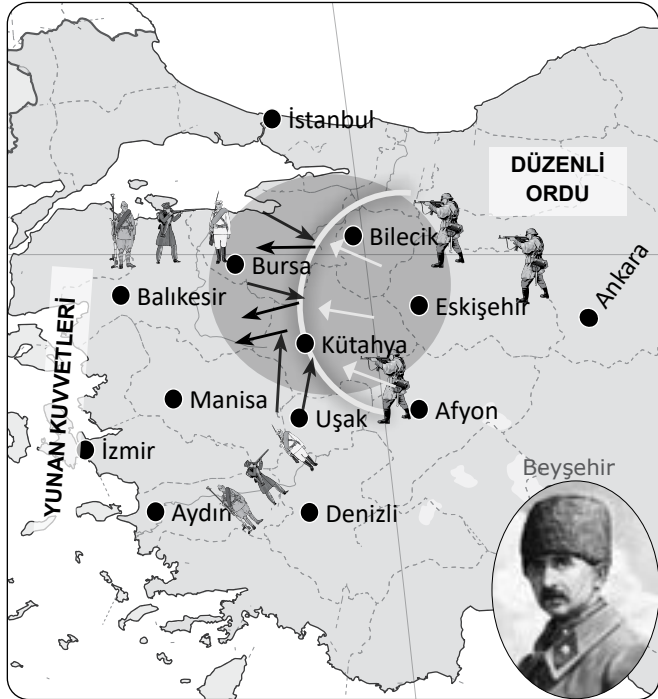 İstanbul
DÜZENLİ
ORDU
Bilecik
Bursa
Balıkesir
Eskişehir
Ankara
YUNAN KUVVETLERİ
Kütahya
Manisa
Uşak
Afyon
İzmir
Beyşehir
Aydın
Denizli